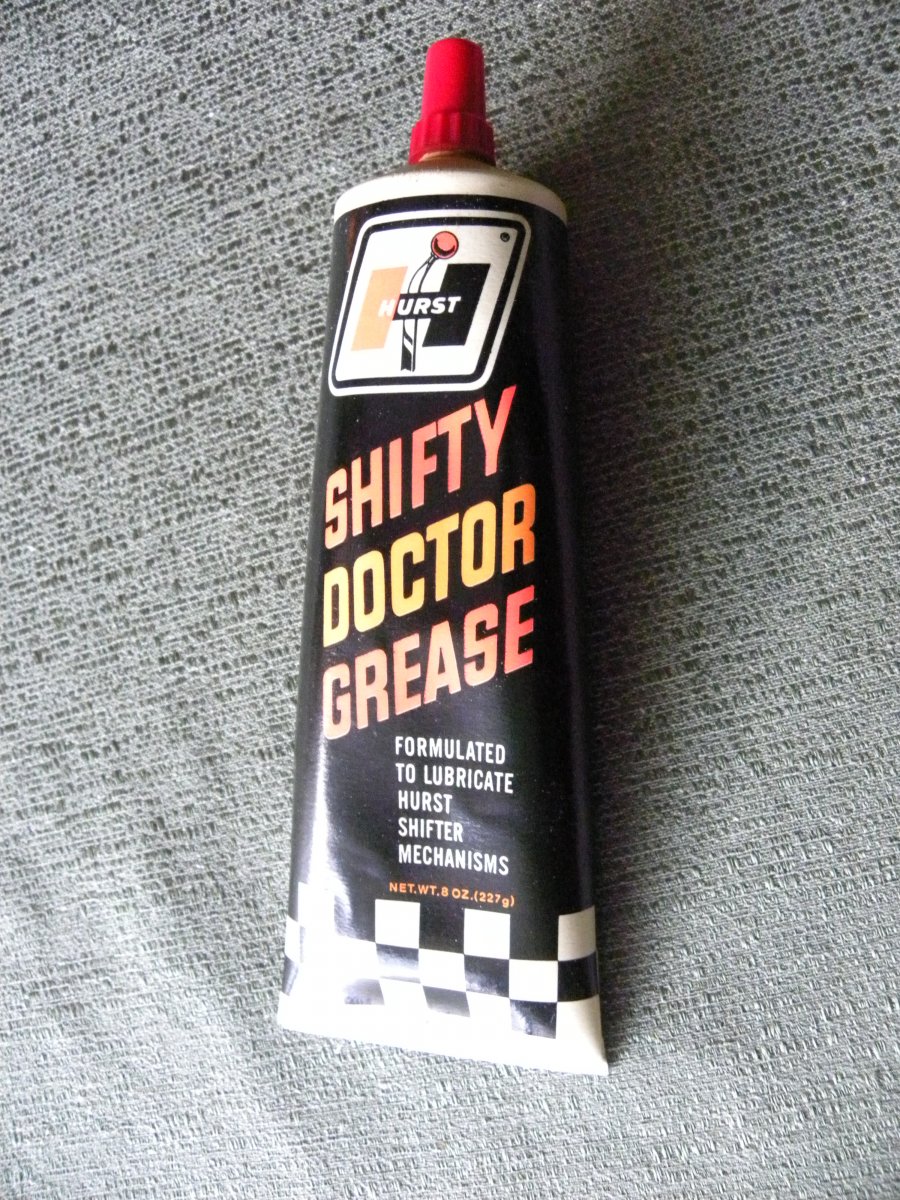 HURST
SHIFTY
DOCTOR
GREASE
FORMULATED
TO LUBRICATE
HURST
SHIFTER
MECHANISMS
NET.WT.8 OZ.(227g)